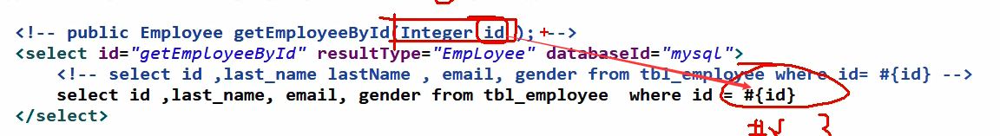 <!-- public Employee getEmployeeById(Integer id ); -->
<select id="getEmployeeById" resultType="EmpLoyee" databaseId="mysql">
<!-- select id ,last_name lastName , email, gender from tbl_employee where id= #{id} -->
select id ,last_name, email, gender from tbl_employee  where id = #{id}
</select>